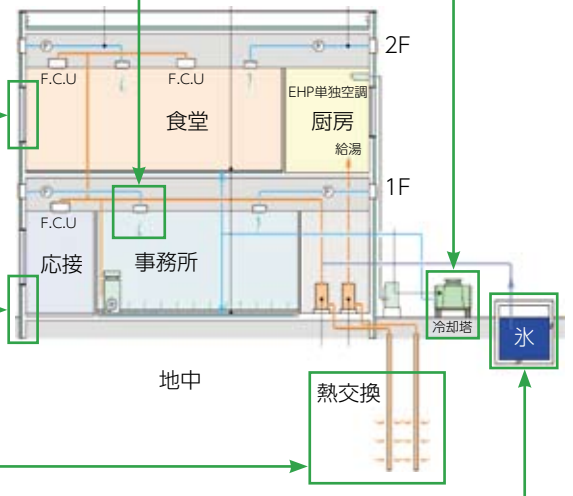 2F
F.C.U
F.C.U
EHP単独空調
食堂
厨房
給湯
1F
F.C.U
応接
事務所
冷却塔
氷
地中
熱交換